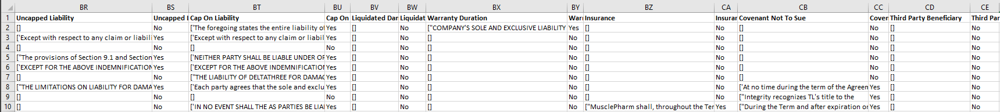 BR BS BT BU BV BW BX BY BZ CA CB CC CD CE
1 Uncapped Liability Uncapped Cap On Liability Cap On Liquidated Dan Liquidat Warranty Duration Warr Insurance Insuran Covenant Not To Sue Coven Third Party Beneficiary Third Par
2 [] No ['The foregoing states the entire liability of Yes [] No ["COMPANY'S SOLE AND EXCLUSIVE LIABILITY Yes [] No [] No [] No
3 ['Except with respect to any claim or liabili Yes ['Except with respect to any claim or liabil Yes [] No [] No [] No [] No [] No
4 [] No [] No [] No [] No [] No [] No [] No
5 ["The provisions of Section 9.1 and Section Yes ['NEITHER PARTY SHALL BE LIABLE UNDER OR Yes [] No [] No [] No [] No [] No
6 ['EXCEPT FOR THE ABOVE INDEMNIFICATION Yes ['EXCEPT FOR THE ABOVE INDEMNIFICATION Yes [] No [] No [] No [] No [] No
7 [] No ["THE LIABILITY OF DELTATHREE FOR DAMAG Yes [] No [] No [] No [] No [] No
8 ["THE LIMITATIONS ON LIABILITY FOR DAMA Yes ['Each party agrees that the sole and exclu Yes [] No [] No [] No ['At no time during the term of the Agreen Yes [] No
9 [] No [] No [] No [] No [] No ["Integrity recognizes TL's title to the Yes [] No
10 [] No ['IN NO EVENT SHALL THE AS PARTIES BE LIA Yes [] No [] No ["MusclePharm shall, throughout the Ter Yes ["During the Term and after expiration or Yes [] No